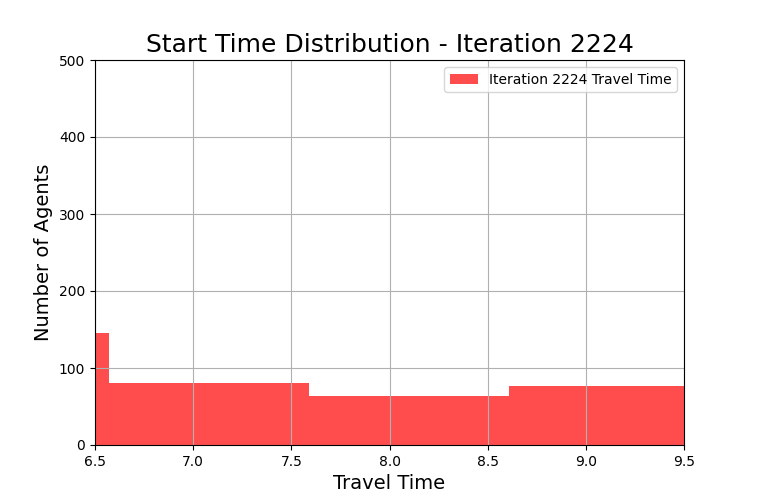 Start Time Distribution - Iteration 2224
Iteration 2224 Travel Time
Number of Agents
500
400
300
200
100
0
6.5 7.0 7.5 8.0 8.5 9.0 9.5
Travel Time